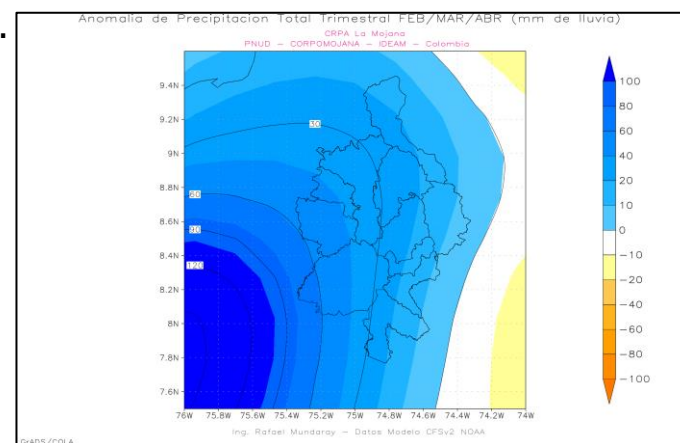 .
Anomalia de Precipitacion Total Trimestral FEB/MAR/ABR (mm de lluvia)
CRPA La Mojana
PNUD - CORPOMOJANA - IDEAM - Colombia
9.4N
9.2N
9N
8.8N
8.6N
8.4N
8.2N
8N
7.8N
7.6N
30
60
90
120
100
80
60
40
20
10
0
-10
-20
-40
-60
-80
-100
76W 75.8W 75.6W 75.4W 75.2W 75W 74.8W 74.6W 74.4W 74.2W 74W
Ing. Rafael Mundaray - Datos Modelo CFSv2 NOAA
GrADS/COLA